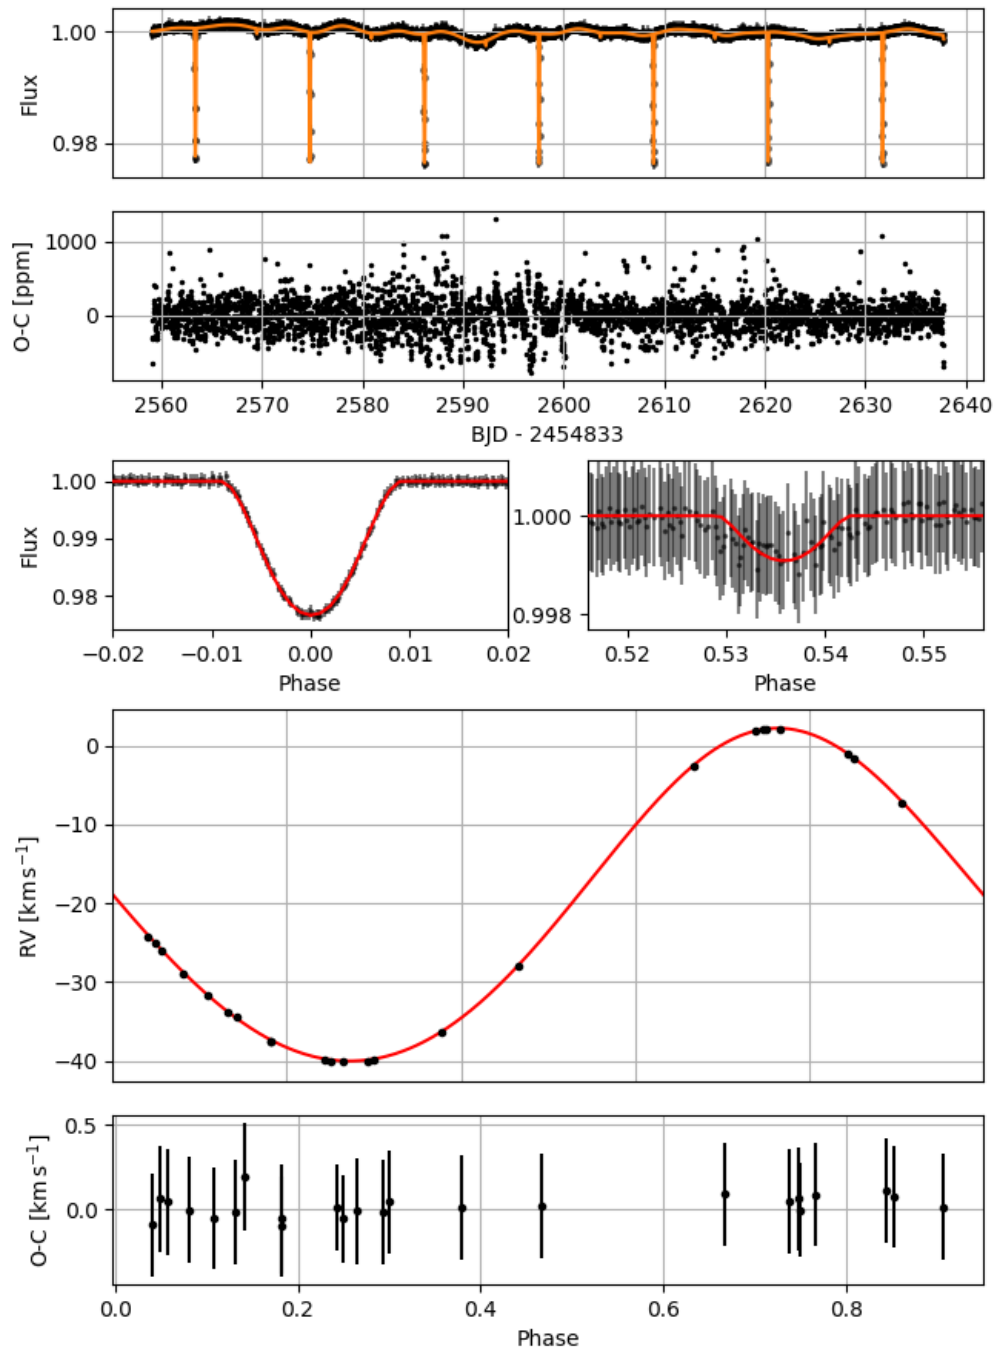 1.00
0.98
Flux
1000
0
O-C [ppm]
2560 2570 2580 2590 2600 2610 2620 2630 2640
BJD - 2454833
1.00
0.99
0.98
Flux
−0.02 −0.01 0.00 0.01 0.02
Phase
1.000
0.998
0.52 0.53 0.54 0.55
Phase
0
−10
−20
−30
−40
RV [km s⁻¹]
0.5
0.0
O-C [km s⁻¹]
0.0 0.2 0.4 0.6 0.8
Phase